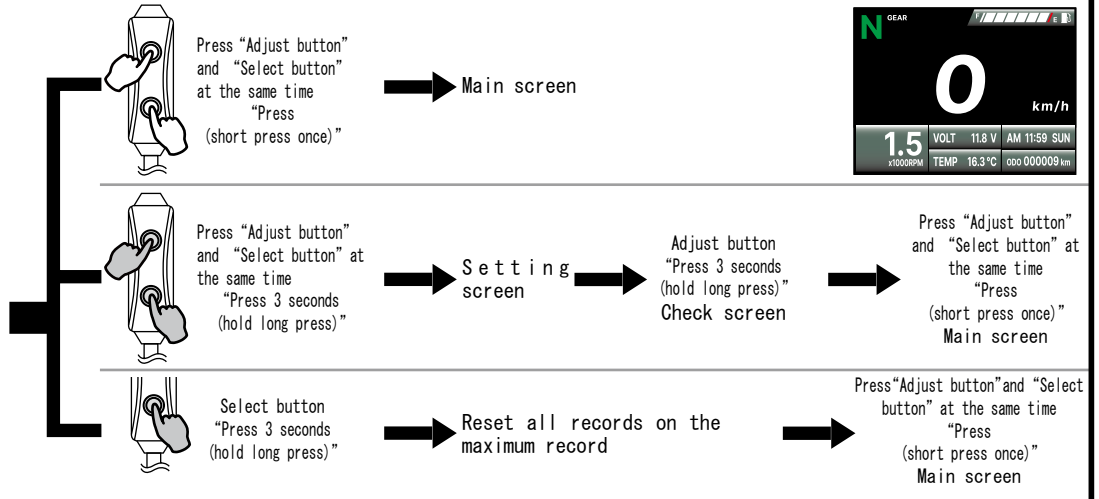 Press “Adjust button”
and “Select button”
at the same time
“Press
(short press once)”
Main screen
N GEAR
F E
0
km/h
1.5
x1000RPM
VOLT 11.8 V
AM 11:59 SUN
TEMP 16.3°C
ODO 000009 km
Press “Adjust button”
and “Select button” at
the same time
“Press 3 seconds
(hold long press)”
Setting
screen
Adjust button
“Press 3 seconds
(hold long press)”
Check screen
Press “Adjust button”
and “Select button” at
the same time
“Press
(short press once)”
Main screen
Select button
“Press 3 seconds
(hold long press)”
Reset all records on the
maximum record
Press“Adjust button”and “Select
button” at the same time
“Press
(short press once)”
Main screen